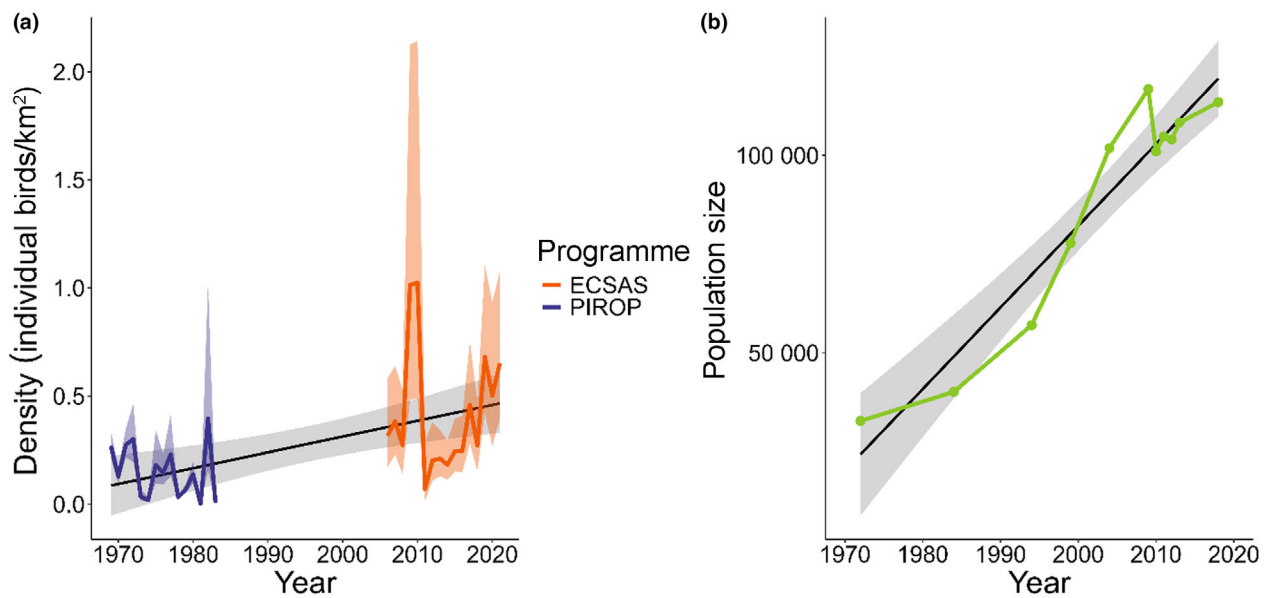 (a)
Density (individual birds/km²)
2.0
1.5
1.0
0.5
0.0
1970 1980 1990 2000 2010 2020
Year
Programme
ECSAS
PIROP
(b)
Population size
100 000
50 000
1970 1980 1990 2000 2010 2020
Year